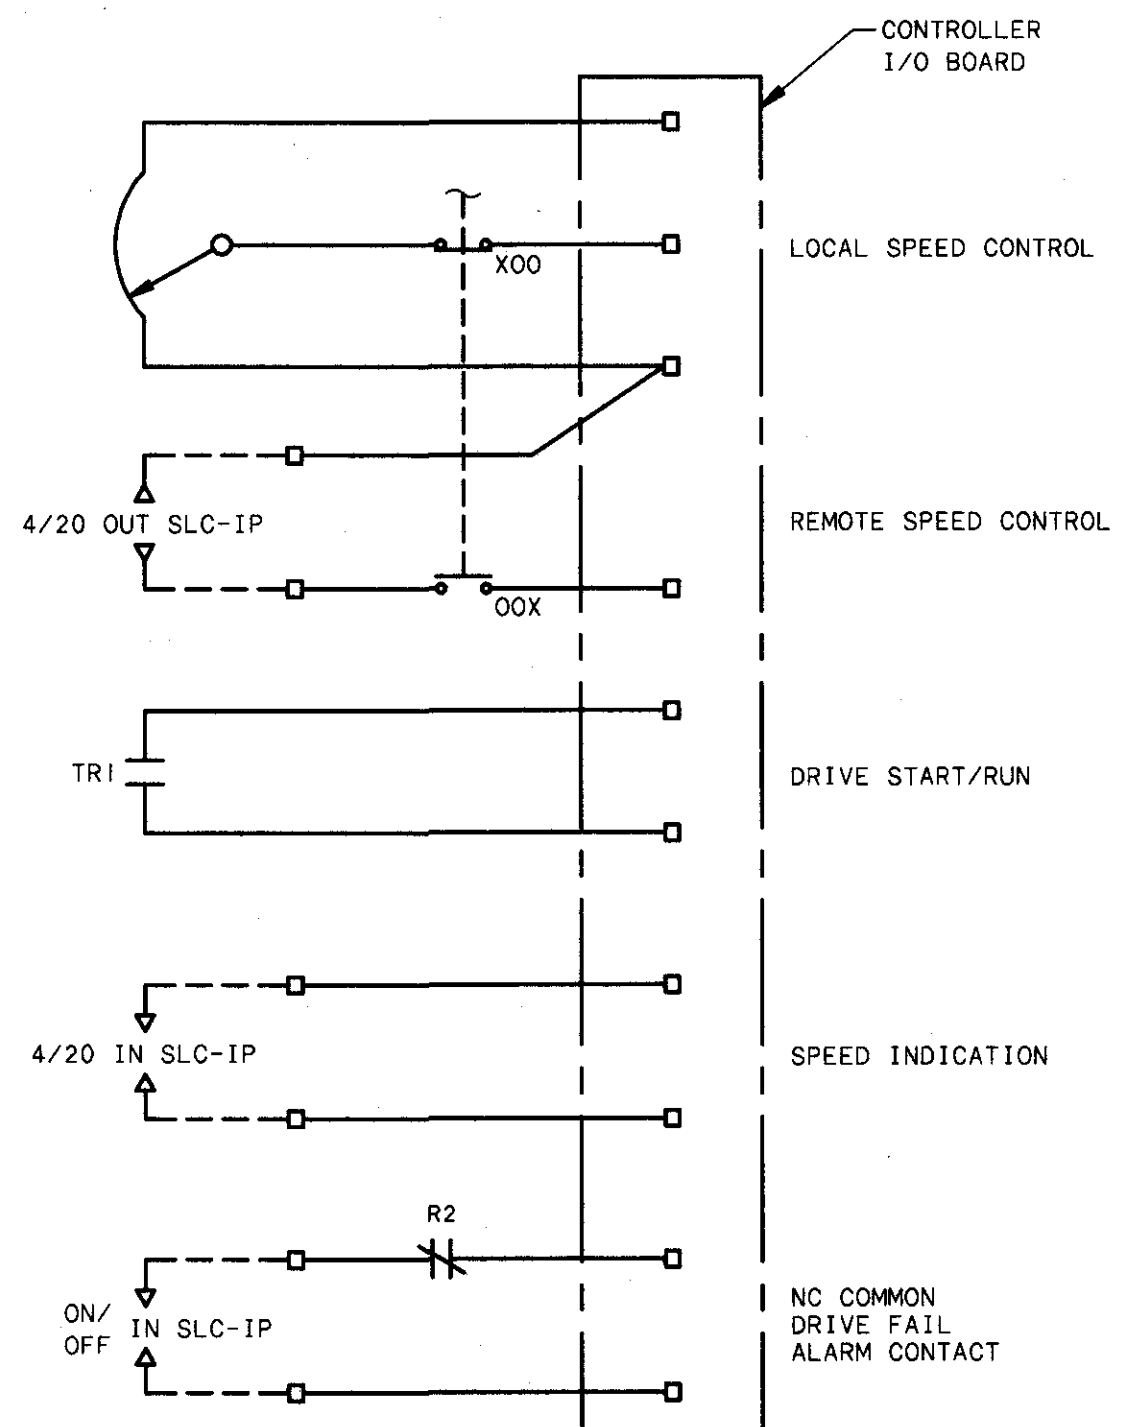 CONTROLLER
I/O BOARD
LOCAL SPEED CONTROL
XOO
4/20 OUT SLC-IP
REMOTE SPEED CONTROL
OOX
TR1
DRIVE START/RUN
4/20 IN SLC-IP
SPEED INDICATION
R2
ON/
OFF IN SLC-IP
NC COMMON
DRIVE FAIL
ALARM CONTACT